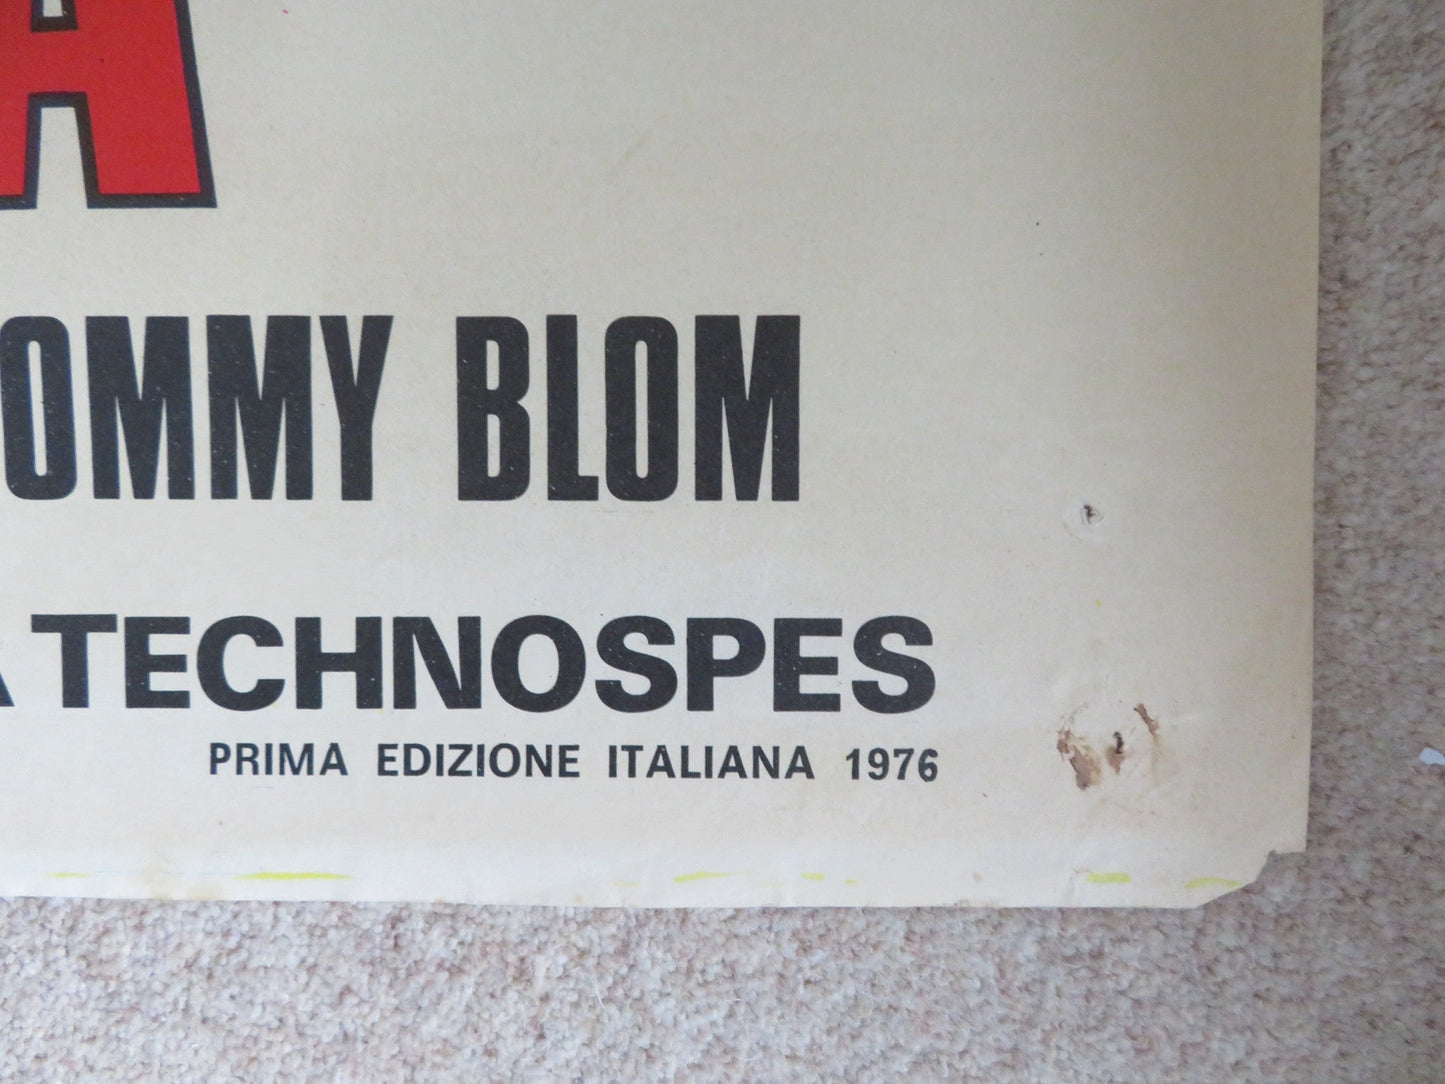 A
OMMY BLOM
A TECHNOSPES
PRIMA EDIZIONE ITALIANA 1976